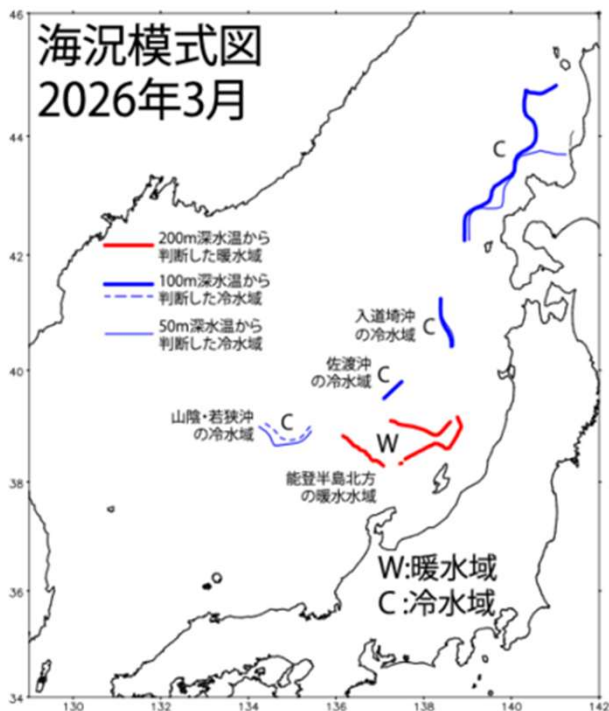 海況模式図
2026年3月
46
44
42
40
38
36
34
130
132
134
136
138
140
142
200m深水温から
判断した暖水域
100m深水温から
判断した冷水域
50m深水温から
判断した冷水域
C
入道埼沖
の冷水域
C
佐渡沖
の冷水域
C
山陰・若狭沖
の冷水域
C
W
能登半島北方
の暖水水域
W:暖水域
C:冷水域